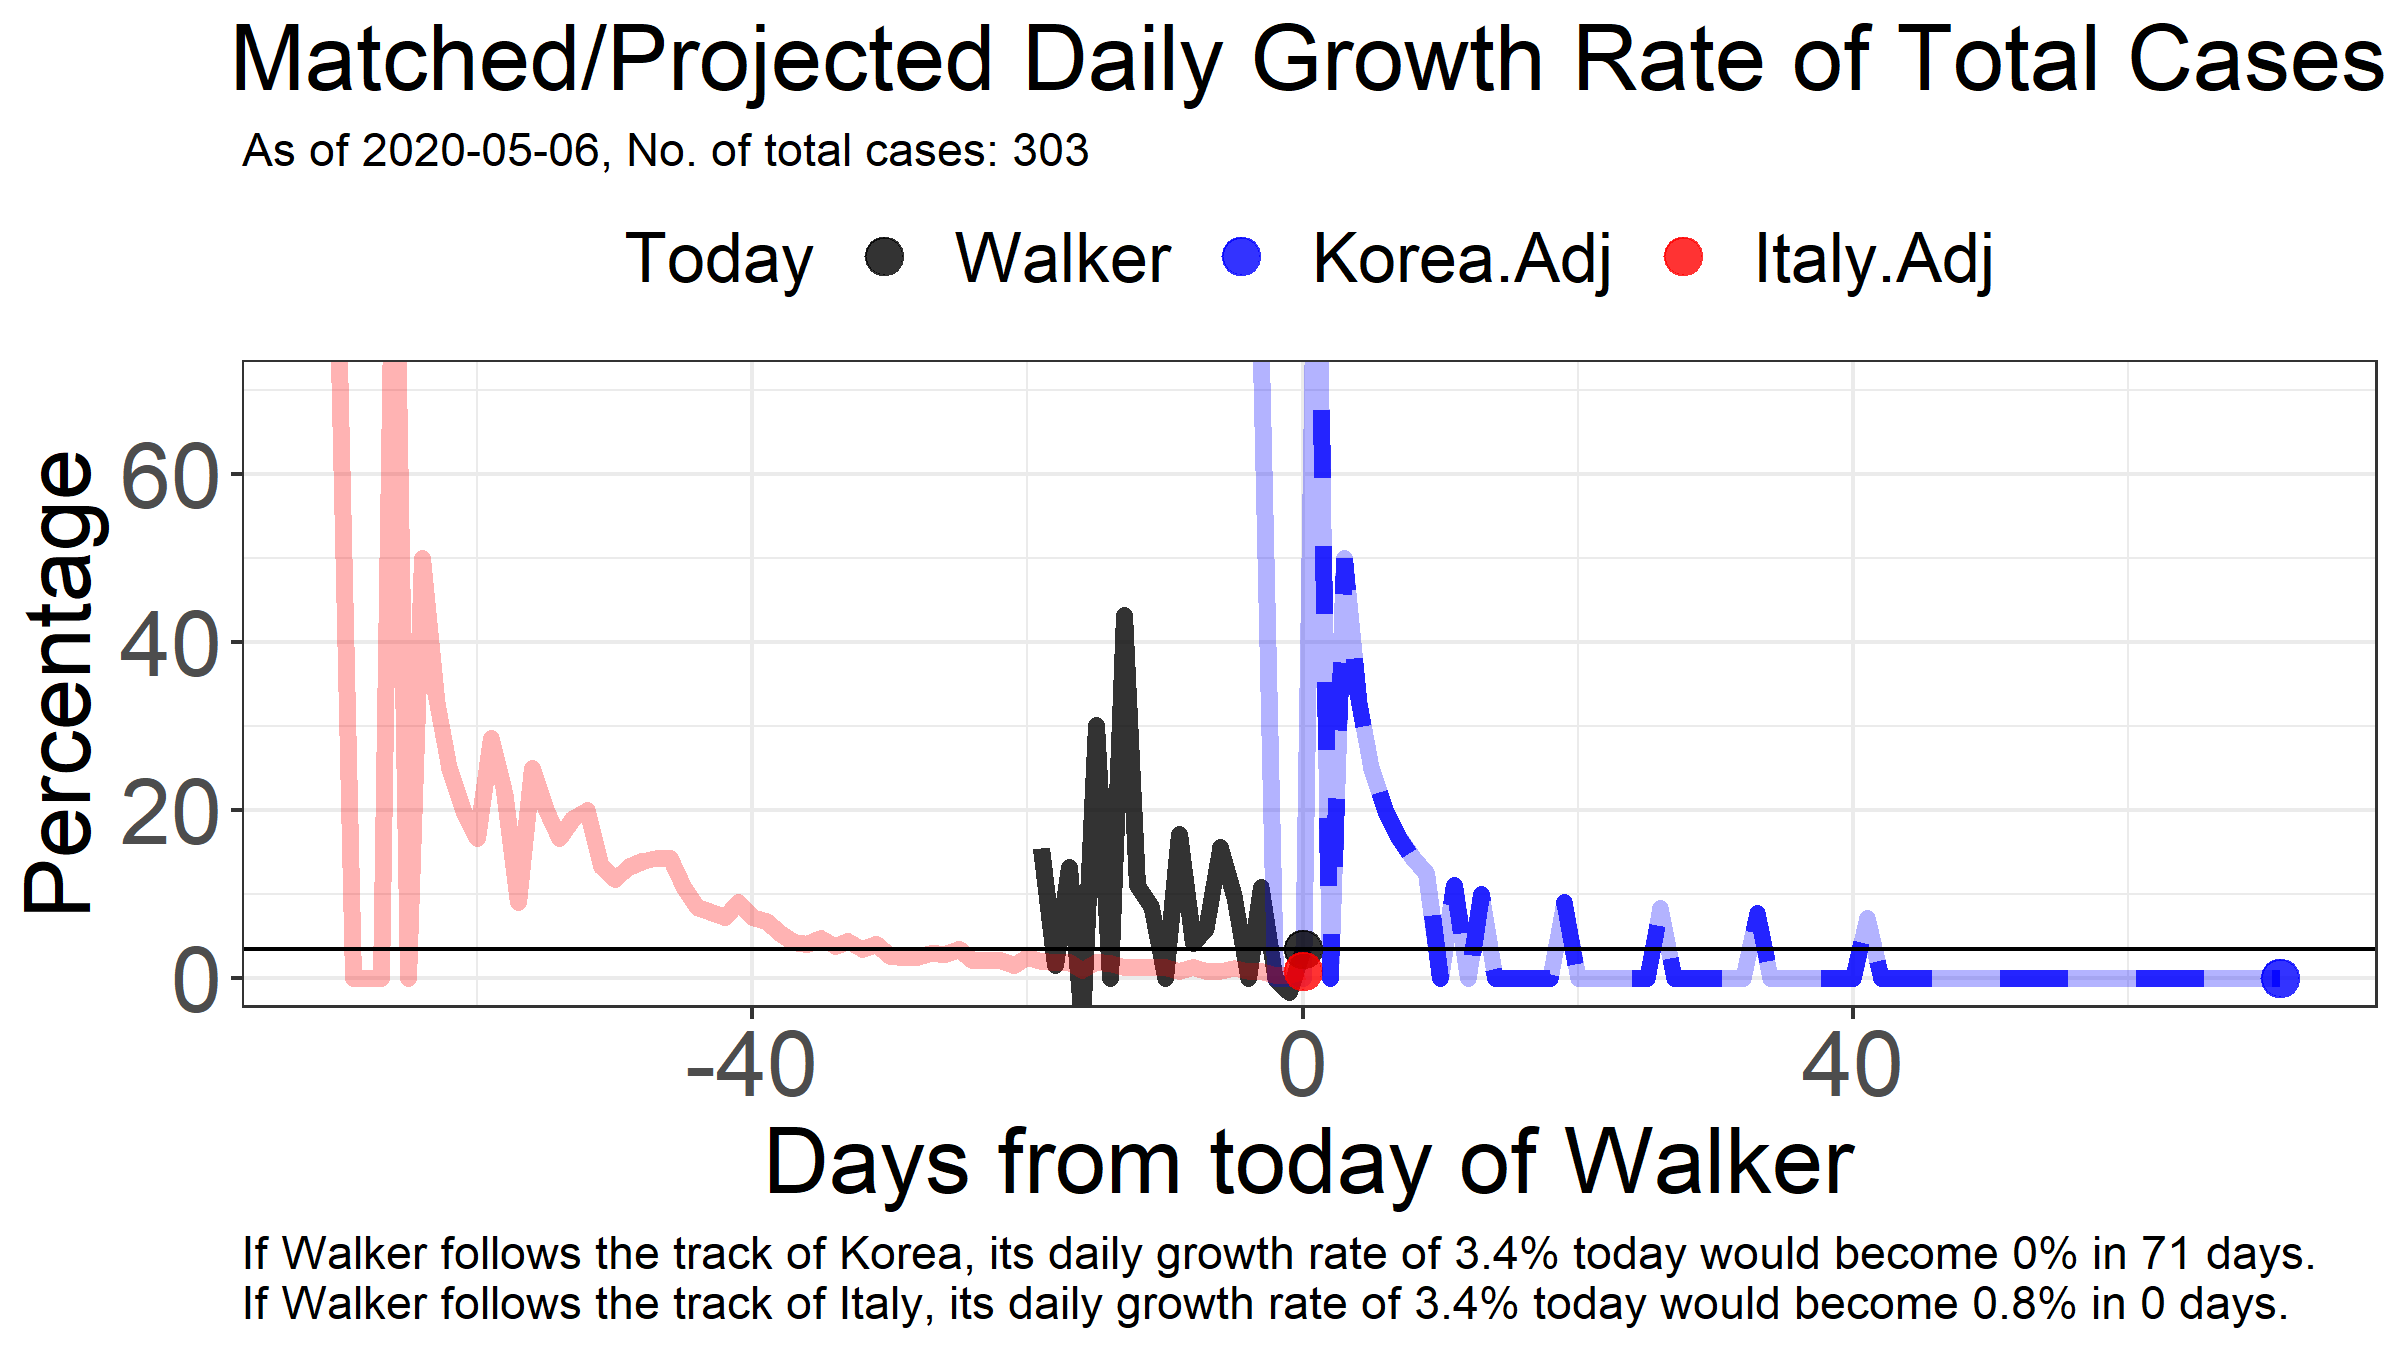 Matched/Projected Daily Growth Rate of Total Cases
As of 2020-05-06, No. of total cases: 303
Today Walker Korea.Adj Italy.Adj
Percentage
60
40
20
0
-40 0 40
Days from today of Walker
If Walker follows the track of Korea, its daily growth rate of 3.4% today would become 0% in 71 days.
If Walker follows the track of Italy, its daily growth rate of 3.4% today would become 0.8% in 0 days.